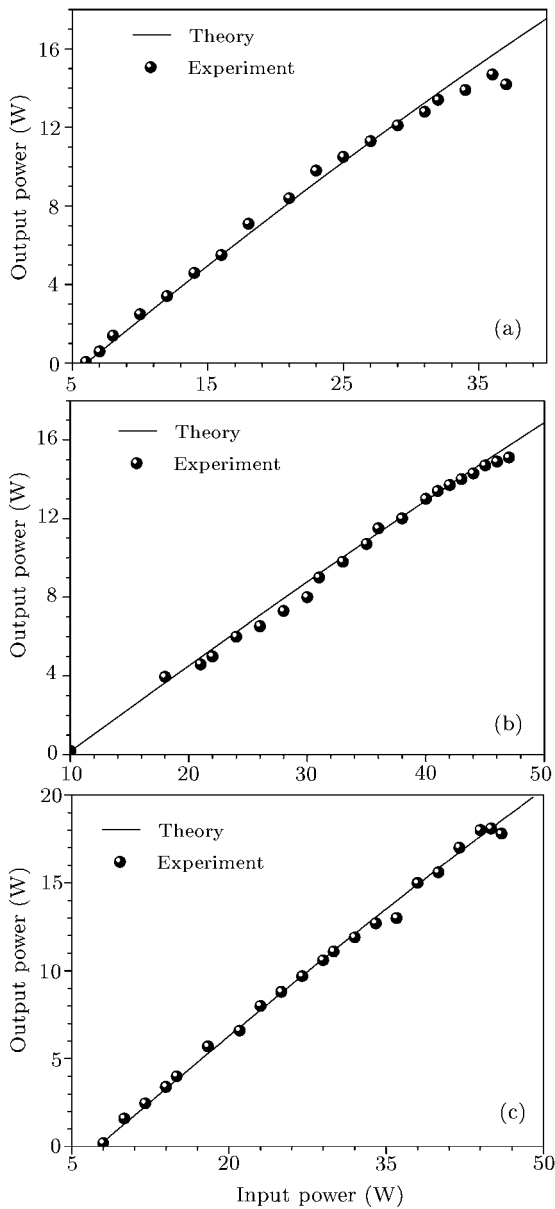 16
12
8
4
0
Output power (W)
Theory
Experiment
(a)
5
15
25
35
16
12
8
4
0
Output power (W)
Theory
Experiment
(b)
10
20
30
40
50
20
15
10
5
0
Output power (W)
Theory
Experiment
(c)
5
20
35
50
Input power (W)